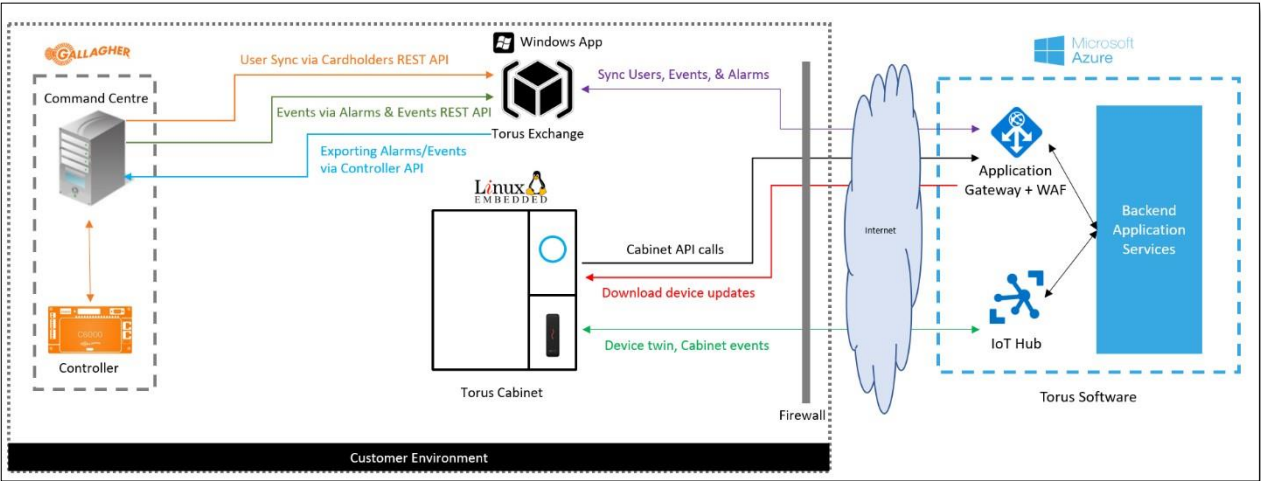 GALLAGHER
Command Centre
Controller
C6000
User Sync via Cardholders REST API
Events via Alarms & Events REST API
Exporting Alarms/Events
via Controller API
Windows App
Torus Exchange
Sync Users, Events, & Alarms
Linux
EMBEDDED
Cabinet API calls
Download device updates
Device twin, Cabinet events
Torus Cabinet
Firewall
Customer Environment
Internet
Microsoft
Azure
Application
Gateway + WAF
IoT Hub
Backend
Application
Services
Torus Software